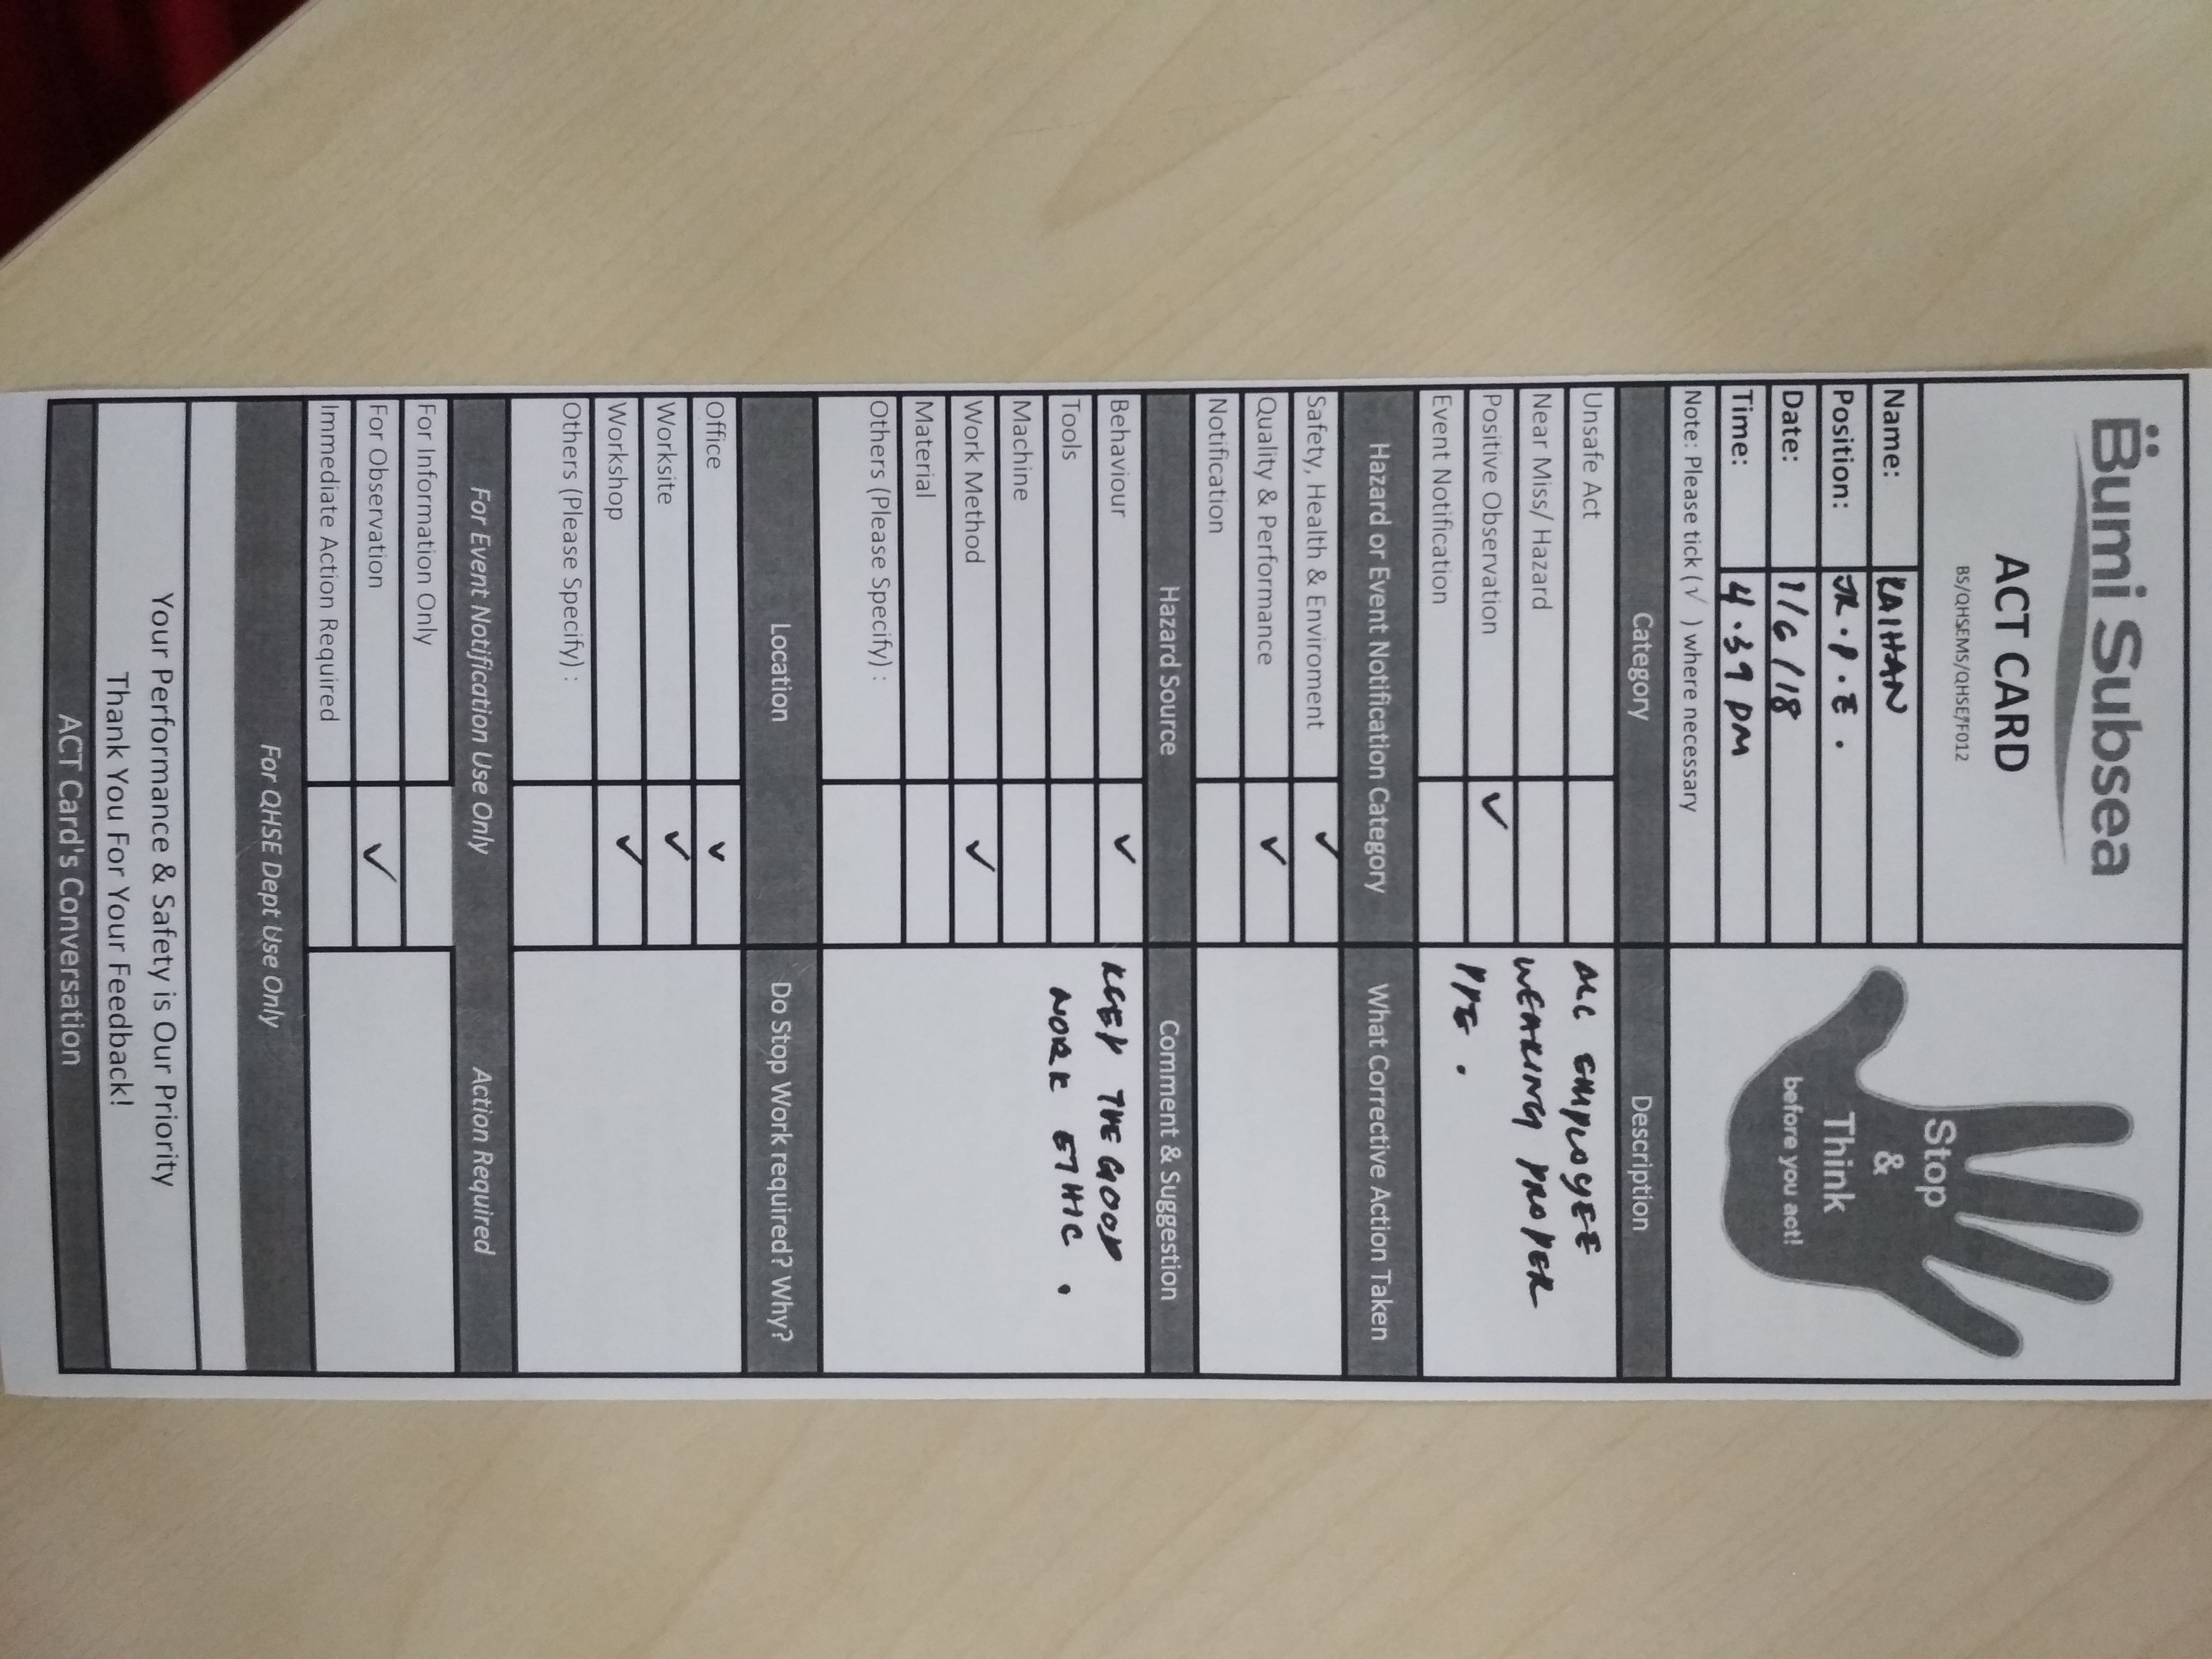 Bumi Subsea
ACT CARD
BS/QHSEMS/QHSE/F012
Stop
&
Think
before you act!
Name: RAIHAN
Position: JR.P.E.
Date: 1/6/18
Time: 4.39 PM
Note: Please tick (√ ) where necessary
Category Description
Unsafe Act
Near Miss/ Hazard
Positive Observation ✓
Event Notification
ALL EMPLOYEE
WEARING PROPER
PPE.
Hazard or Event Notification Category What Corrective Action Taken
Safety, Health & Enviroment ✓
Quality & Performance ✓
Notification
Hazard Source Comment & Suggestion
Behaviour ✓
Tools
Machine
Work Method ✓
Material
Others (Please Specify) :
KEEP THE GOOD
WORK ETHIC.
Location Do Stop Work required? Why?
Office ✓
Worksite ✓
Workshop ✓
Others (Please Specify) :
For Event Notification Use Only Action Required
For Information Only
For Observation ✓
Immediate Action Required
For QHSE Dept Use Only
Your Performance & Safety is Our Priority
Thank You For Your Feedback!
ACT Card's Conversation